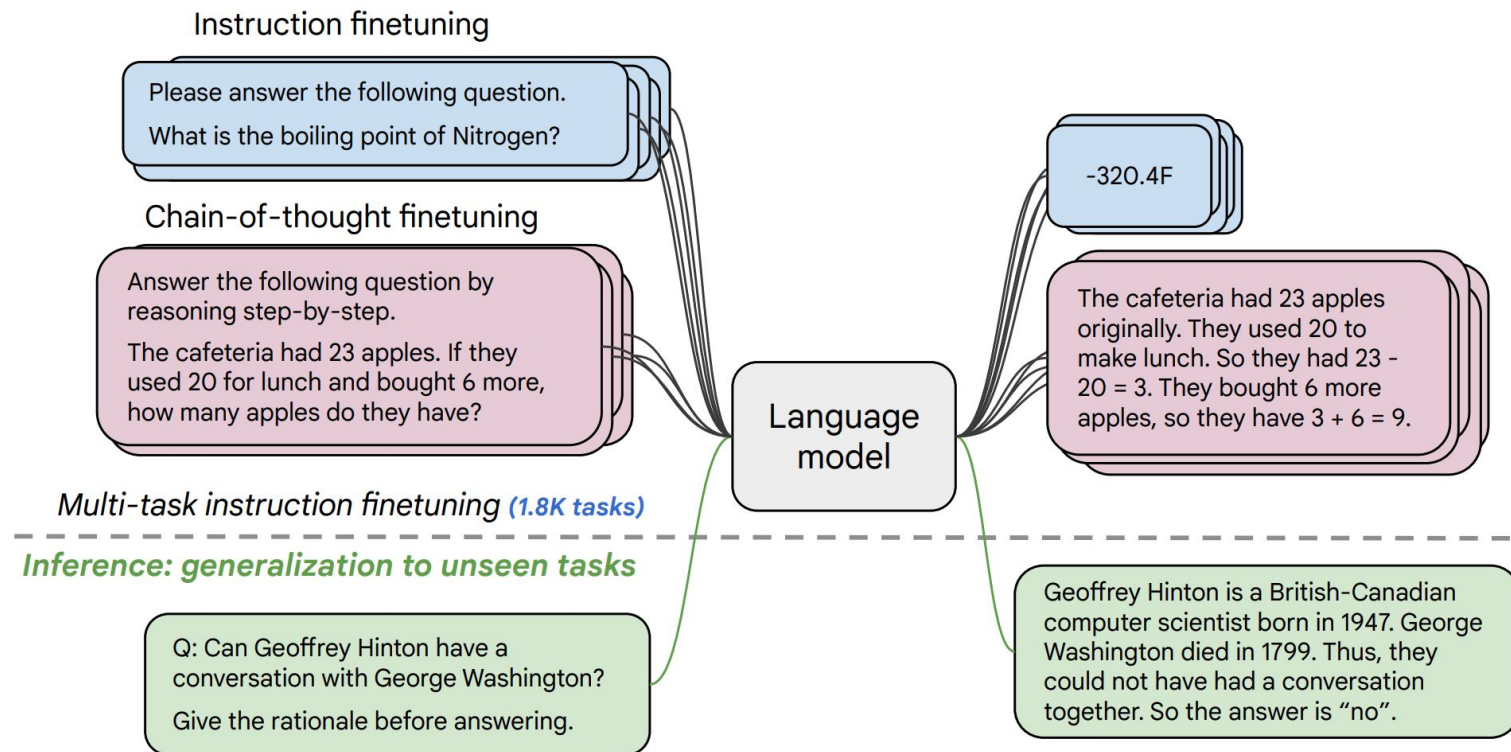 Instruction finetuning
Please answer the following question.
What is the boiling point of Nitrogen?
-320.4F
Chain-of-thought finetuning
Answer the following question by
reasoning step-by-step.
The cafeteria had 23 apples. If they
used 20 for lunch and bought 6 more,
how many apples do they have?
The cafeteria had 23 apples
originally. They used 20 to
make lunch. So they had 23 -
20 = 3. They bought 6 more
apples, so they have 3 + 6 = 9.
Language
model
Multi-task instruction finetuning (1.8K tasks)
Inference: generalization to unseen tasks
Q: Can Geoffrey Hinton have a
conversation with George Washington?
Give the rationale before answering.
Geoffrey Hinton is a British-Canadian
computer scientist born in 1947. George
Washington died in 1799. Thus, they
could not have had a conversation
together. So the answer is “no”.